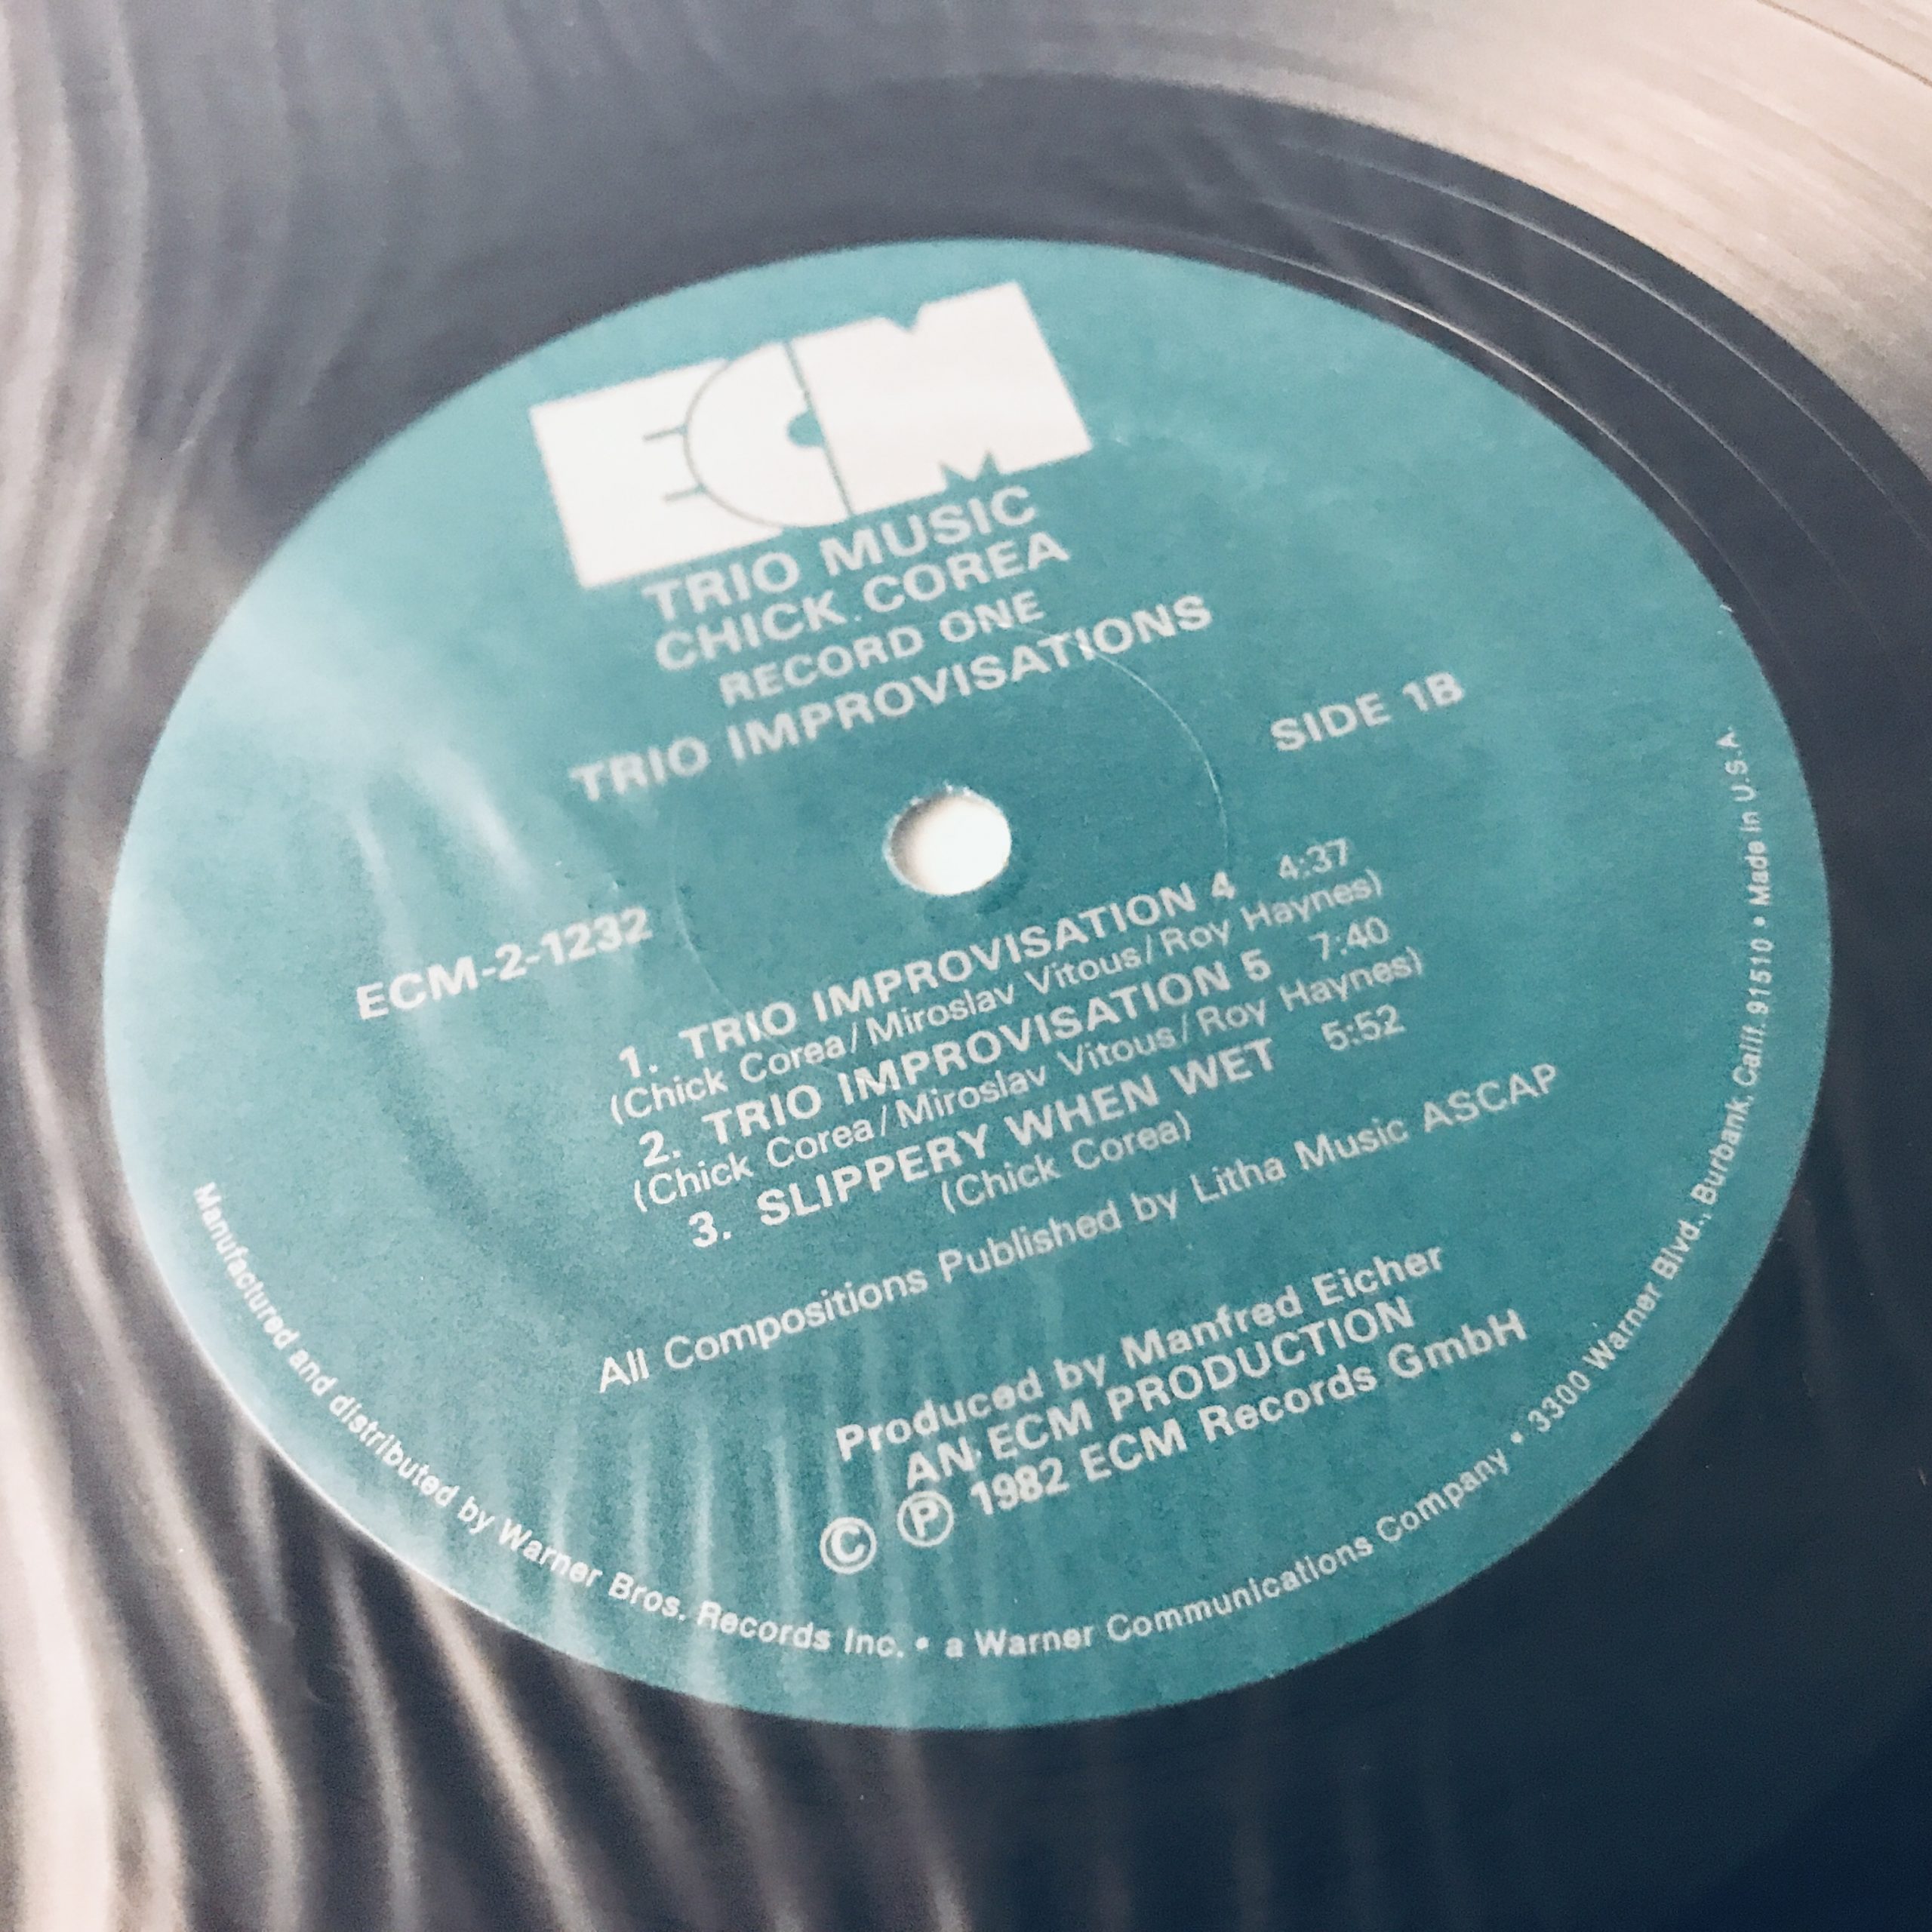 ECM
TRIO MUSIC
CHICK COREA
RECORD ONE
TRIO IMPROVISATIONS
SIDE 1B
ECM-2-1232
1. TRIO IMPROVISATION 4 4:37
(Chick Corea/Miroslav Vitous/Roy Haynes)
2. TRIO IMPROVISATION 5 7:40
(Chick Corea/Miroslav Vitous/Roy Haynes)
3. SLIPPERY WHEN WET 5:52
(Chick Corea)
All Compositions Published by Litha Music ASCAP
Produced by Manfred Eicher
AN ECM PRODUCTION
© ℗ 1982 ECM Records GmbH
Manufactured and distributed by Warner Bros. Records Inc. • a Warner Communications Company • 3300 Warner Blvd., Burbank, Calif. 91510 • Made in U.S.A.